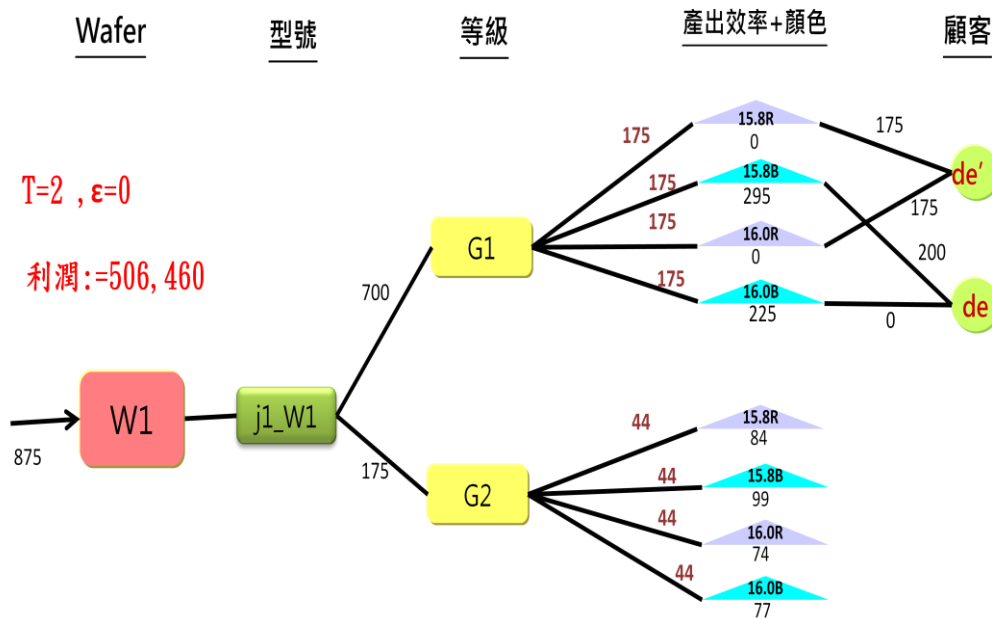 Wafer
型號
等級
產出效率+顏色
顧客
T=2 , ε=0
利潤:=506,460
875
W1
j1_W1
700
175
G1
G2
175
175
175
175
15.8R
0
15.8B
295
16.0R
0
16.0B
225
175
175
200
0
de'
de
44
44
44
44
15.8R
84
15.8B
99
16.0R
74
16.0B
77